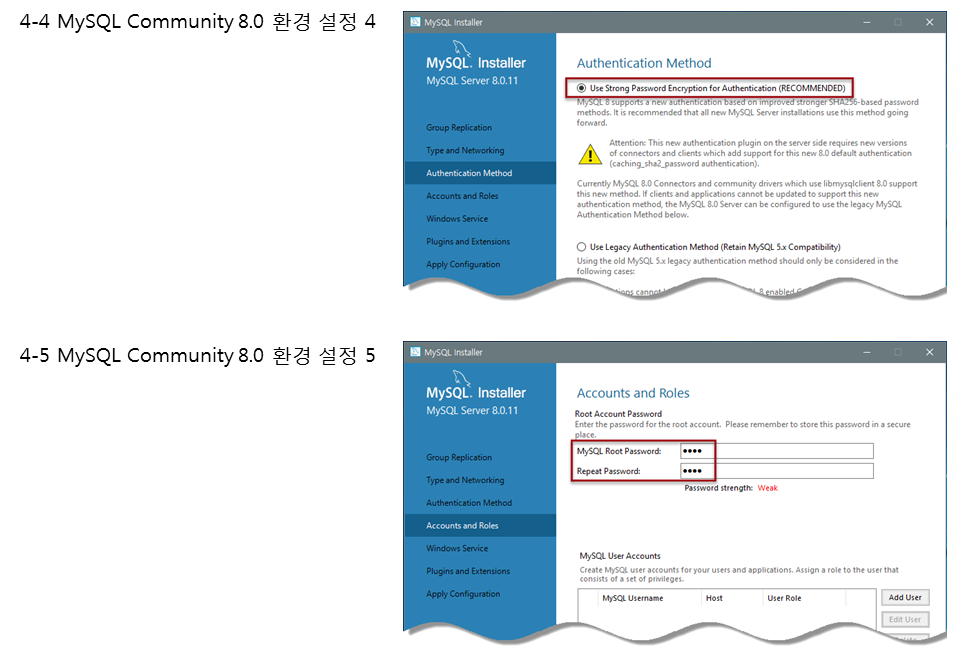 4-4 MySQL Community 8.0 환경 설정 4
MySQL Installer
MySQL. Installer
MySQL Server 8.0.11
Group Replication
Type and Networking
Authentication Method
Accounts and Roles
Windows Service
Plugins and Extensions
Apply Configuration
Authentication Method
Use Strong Password Encryption for Authentication (RECOMMENDED)
MySQL 8 supports a new authentication based on improved stronger SHA256-based password
methods. It is recommended that all new MySQL Server installations use this method going
forward.
Attention: This new authentication plugin on the server side requires new versions
of connectors and clients which add support for this new 8.0 default authentication
(caching_sha2_password authentication).
Currently MySQL 8.0 Connectors and community drivers which use libmysqlclient 8.0 support
this new method. If clients and applications cannot be updated to support this new
authentication method, the MySQL 8.0 Server can be configured to use the legacy MySQL
Authentication Method below.
Use Legacy Authentication Method (Retain MySQL 5.x Compatibility)
Using the old MySQL 5.x legacy authentication method should only be considered in the
following cases:
4-5 MySQL Community 8.0 환경 설정 5
MySQL Installer
MySQL. Installer
MySQL Server 8.0.11
Group Replication
Type and Networking
Authentication Method
Accounts and Roles
Windows Service
Plugins and Extensions
Apply Configuration
Accounts and Roles
Root Account Password
Enter the password for the root account. Please remember to store this password in a secure
place.
MySQL Root Password: ●●●●
Repeat Password: ●●●●
Password strength: Weak
MySQL User Accounts
Create MySQL user accounts for your users and applications. Assign a role to the user that
consists of a set of privileges.
MySQL Username Host User Role
Add User
Edit User